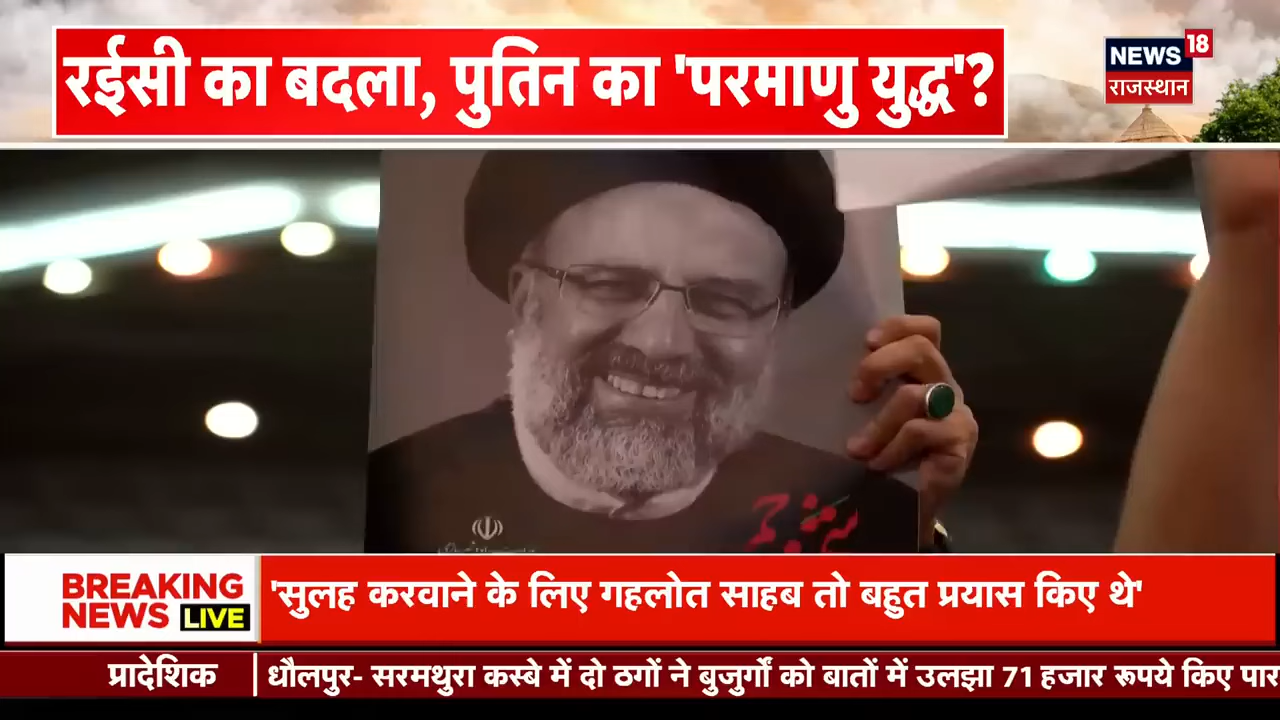 रईसी का बदला, पुतिन का 'परमाणु युद्ध'?
NEWS 18
राजस्थान
BREAKING
NEWS LIVE
'सुलह करवाने के लिए गहलोत साहब तो बहुत प्रयास किए थे'
प्रादेशिक
धौलपुर- सरमथुरा कस्बे में दो ठगों ने बुजुर्गों को बातों में उलझा 71 हजार रूपये किए पार